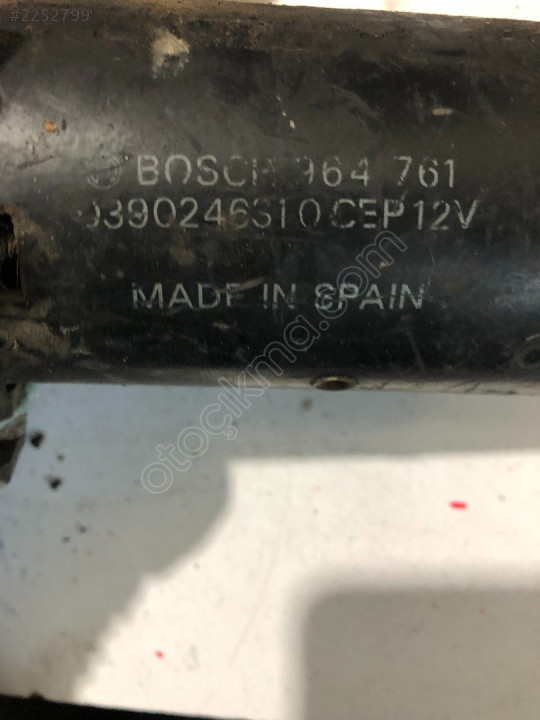 #2252799
BOSCH 964 761
0390246310 CEP 12V
MADE IN SPAIN
otoçıkma.com